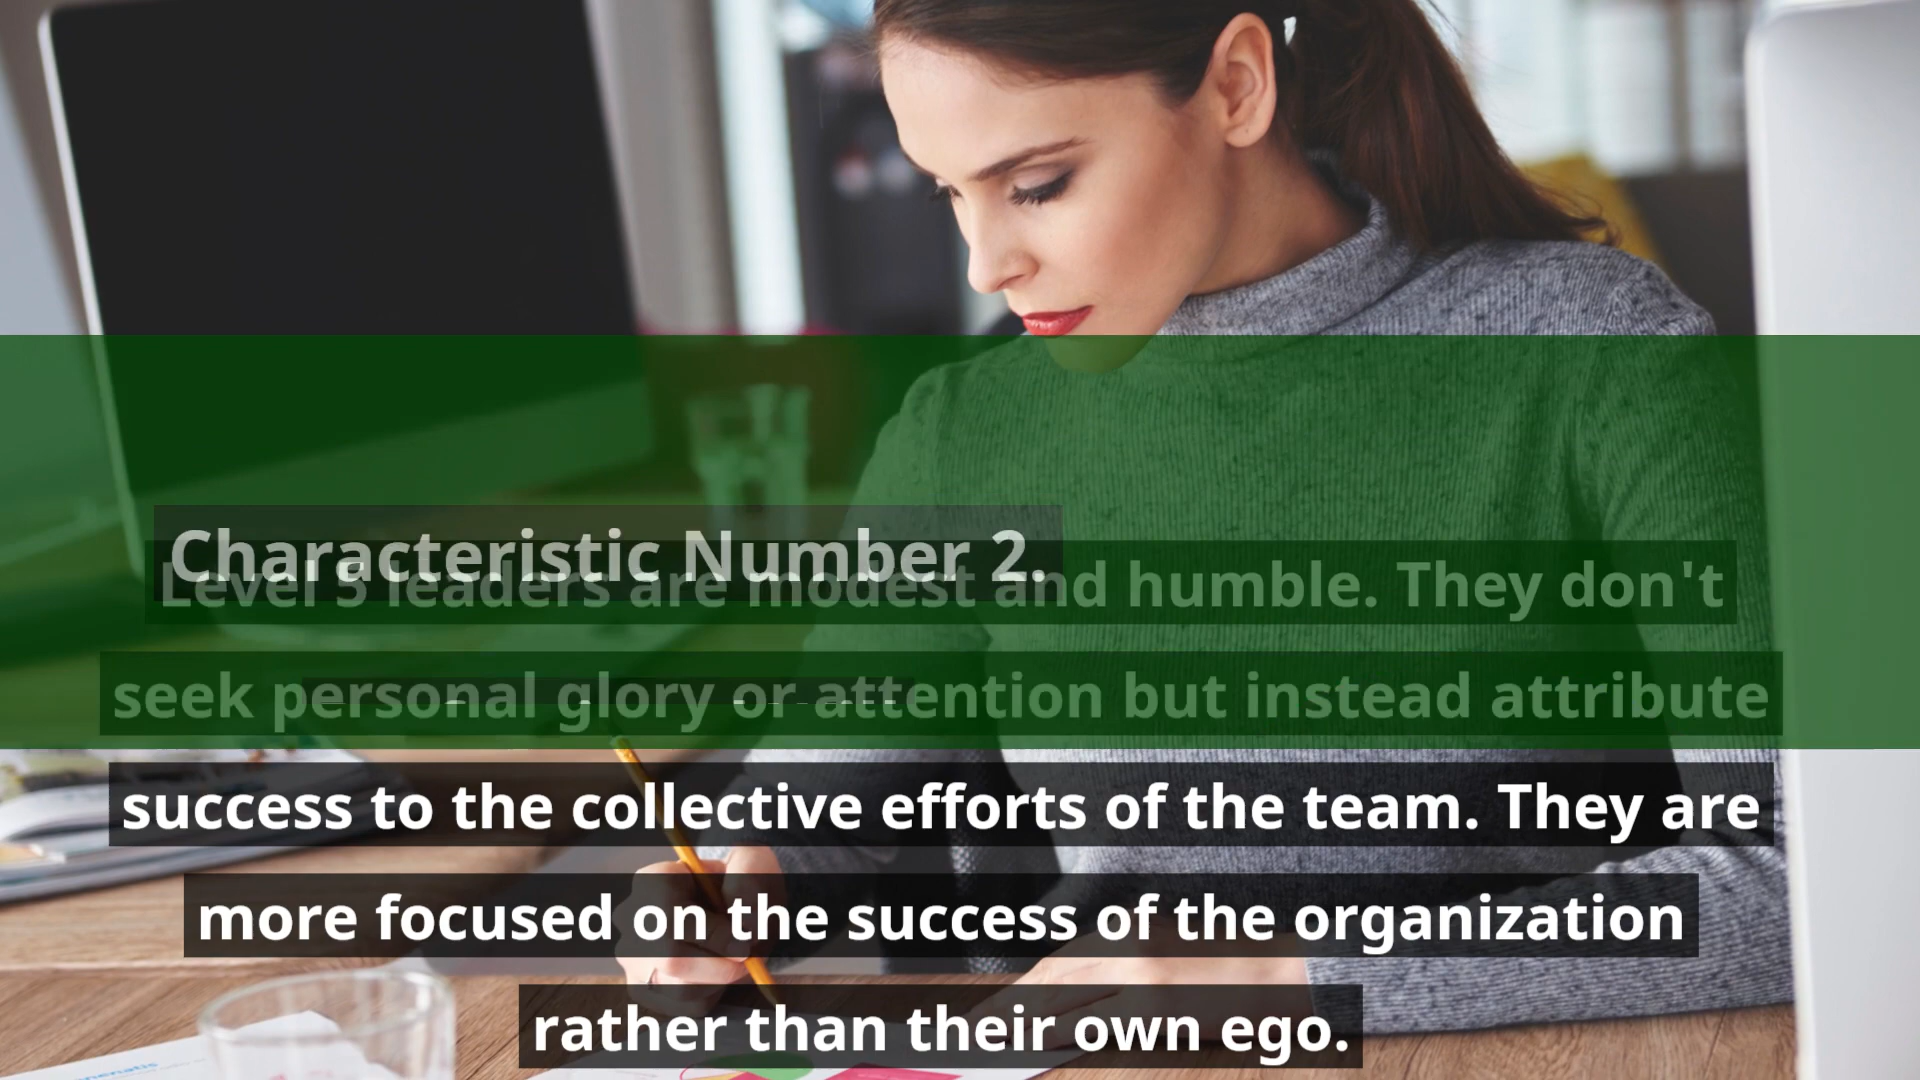 Characteristic Number 2.
Level 5 leaders are modest and humble. They don't
seek personal glory or attention but instead attribute
success to the collective efforts of the team. They are
more focused on the success of the organization
rather than their own ego.